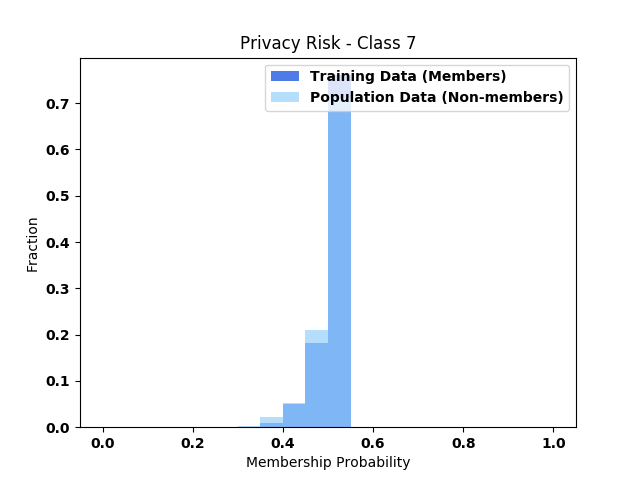 Privacy Risk - Class 7
Training Data (Members)
Population Data (Non-members)
0.7
0.6
0.5
0.4
0.3
0.2
0.1
0.0
Fraction
0.0 0.2 0.4 0.6 0.8 1.0
Membership Probability